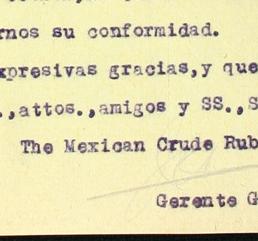 rnos su conformidad.
xpresivas gracias,y que
.,attos.,amigos y SS.,S
The Mexican Crude Rub
Gerente G